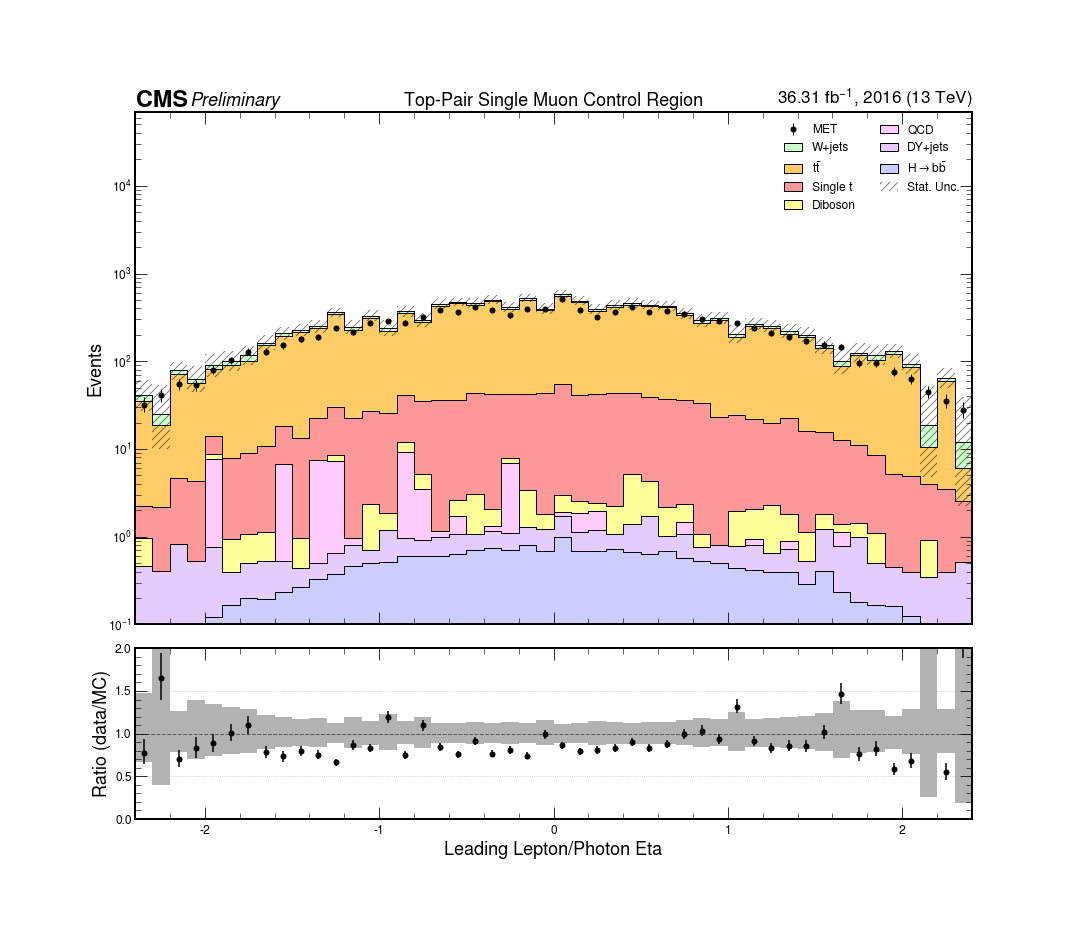 CMS Preliminary Top-Pair Single Muon Control Region 36.31 fb⁻¹, 2016 (13 TeV)
MET QCD
W+jets DY+jets
tt̄ H→bb̄
Single t Stat. Unc.
Diboson
Events
10⁴
10³
10²
10¹
10⁰
10⁻¹
Ratio (data/MC)
2.0
1.5
1.0
0.5
0.0
-2 -1 0 1 2
Leading Lepton/Photon Eta